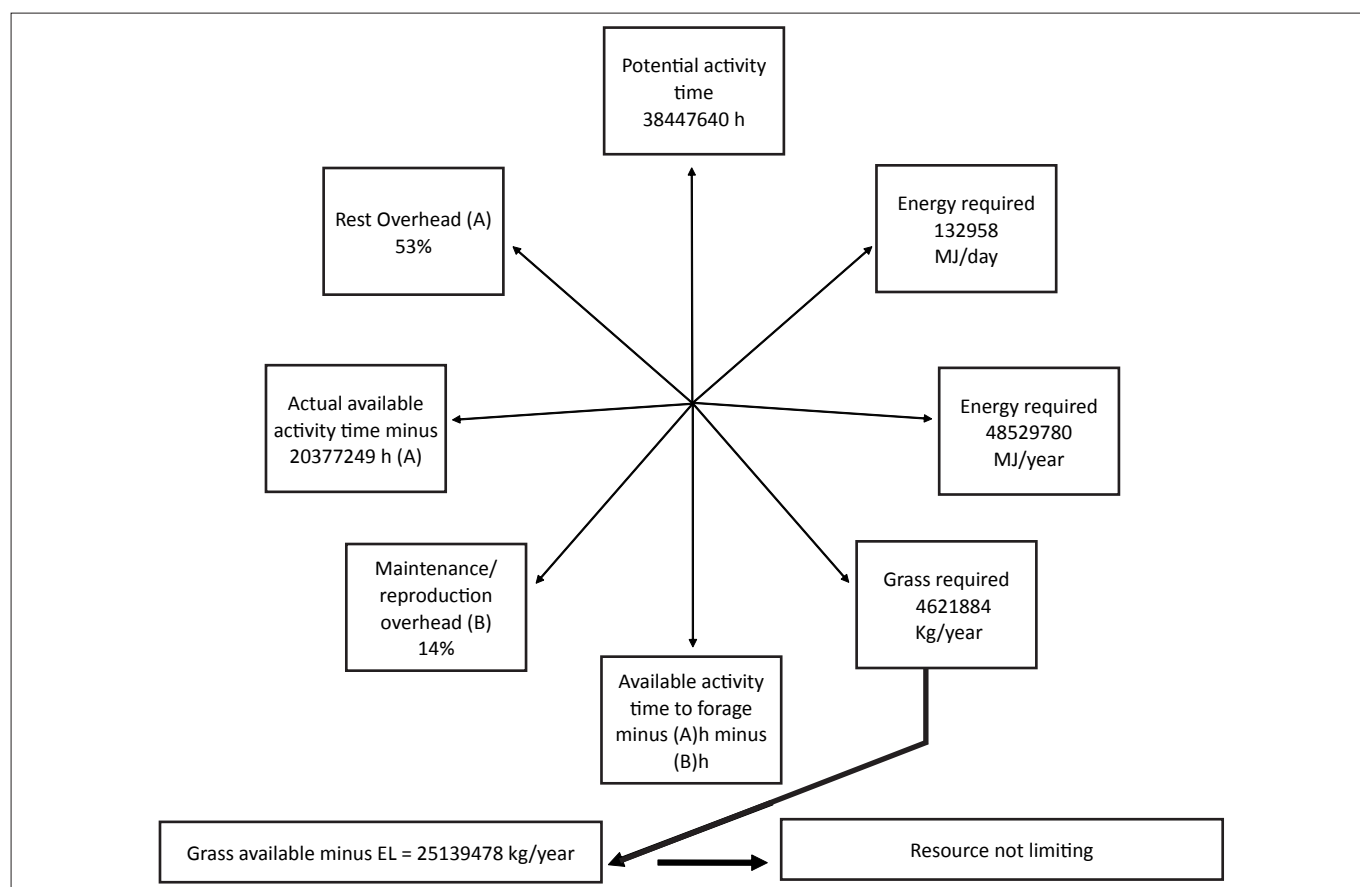 Potential activity
time
38447640 h
Rest Overhead (A)
53%
Energy required
132958
MJ/day
Actual available
activity time minus
20377249 h (A)
Energy required
48529780
MJ/year
Maintenance/
reproduction
overhead (B)
14%
Grass required
4621884
Kg/year
Available activity
time to forage
minus (A)h minus
(B)h
Grass available minus EL = 25139478 kg/year
Resource not limiting